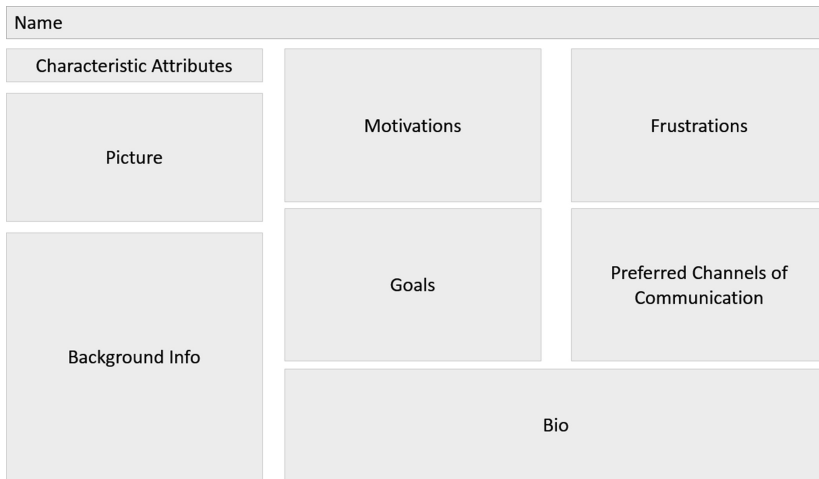 Name
Characteristic Attributes
Picture
Background Info
Motivations
Frustrations
Goals
Preferred Channels of
Communication
Bio